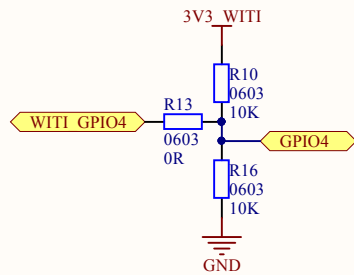 3V3_WITI
R10
0603
10K
R13
0603
0R
WITI_GPIO4
GPIO4
R16
0603
10K
GND